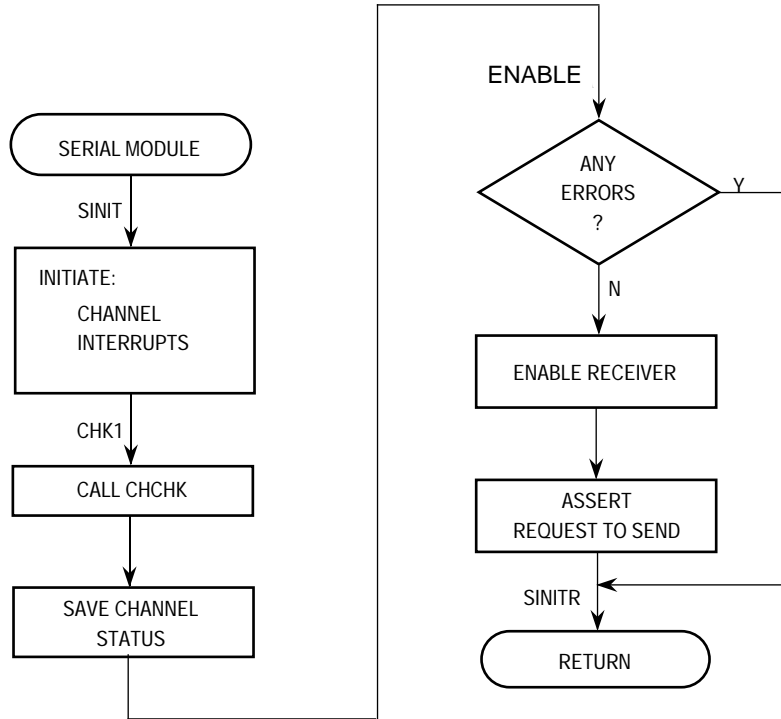 SERIAL MODULE
SINIT
INITIATE:
CHANNEL
INTERRUPTS
CHK1
CALL CHCHK
SAVE CHANNEL
STATUS
ENABLE
ANY
ERRORS
?
Y
N
ENABLE RECEIVER
ASSERT
REQUEST TO SEND
SINITR
RETURN